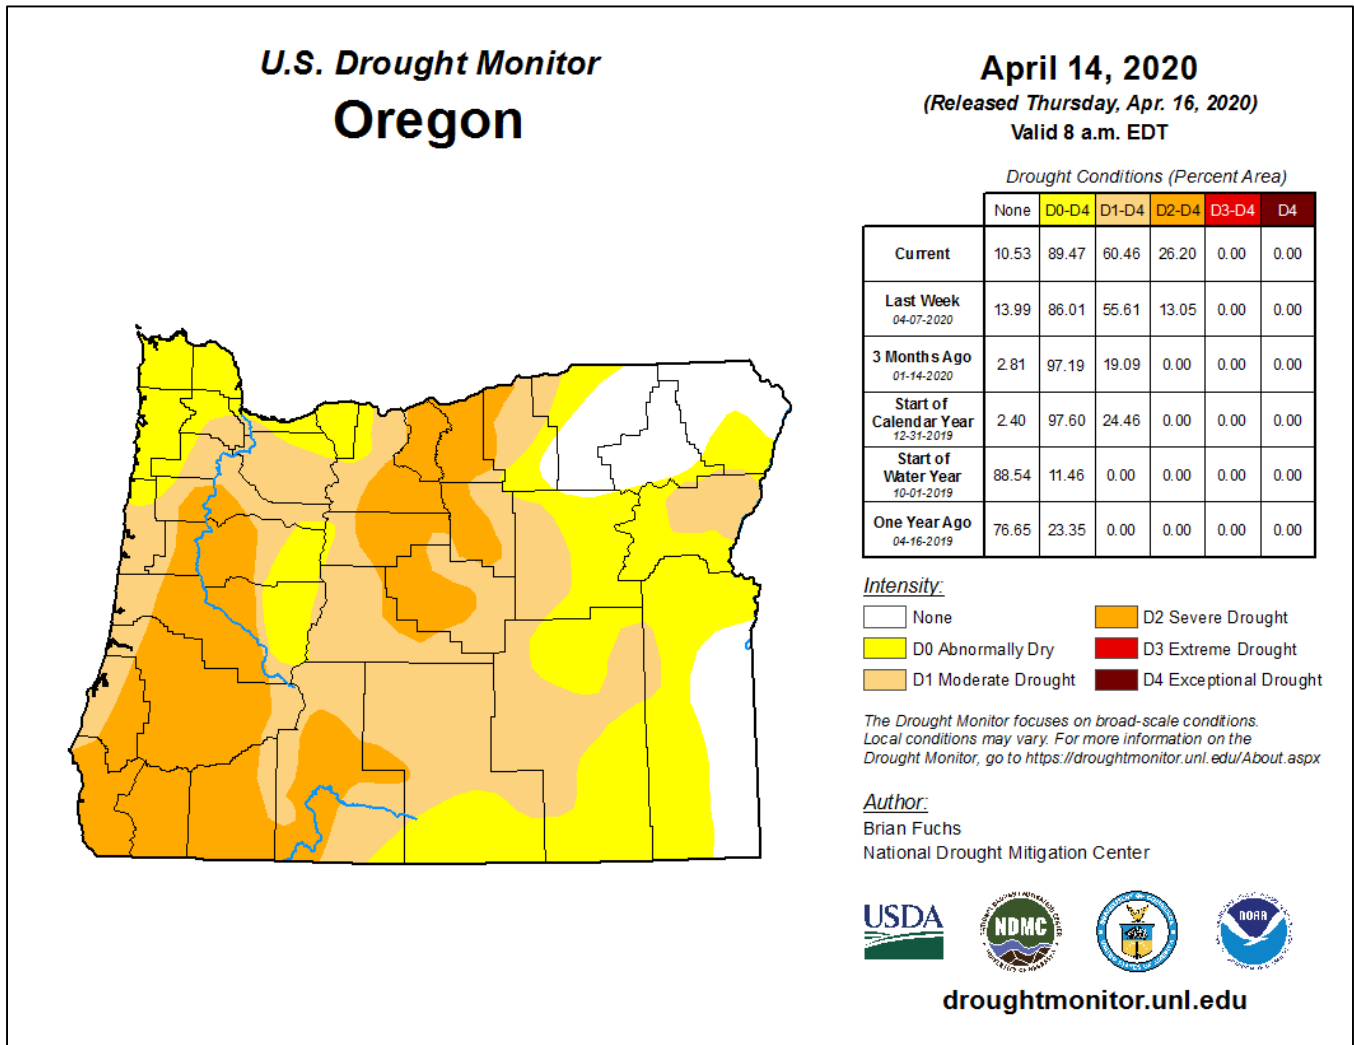 U.S. Drought Monitor
Oregon
April 14, 2020
(Released Thursday, Apr. 16, 2020)
Valid 8 a.m. EDT
Drought Conditions (Percent Area)
None D0-D4 D1-D4 D2-D4 D3-D4 D4
Current 10.53 89.47 60.46 26.20 0.00 0.00
Last Week
04-07-2020 13.99 86.01 55.61 13.05 0.00 0.00
3 Months Ago
01-14-2020 2.81 97.19 19.09 0.00 0.00 0.00
Start of
Calendar Year
12-31-2019 2.40 97.60 24.46 0.00 0.00 0.00
Start of
Water Year
10-01-2019 88.54 11.46 0.00 0.00 0.00 0.00
One Year Ago
04-16-2019 76.65 23.35 0.00 0.00 0.00 0.00
Intensity:
None
D0 Abnormally Dry
D1 Moderate Drought
D2 Severe Drought
D3 Extreme Drought
D4 Exceptional Drought
The Drought Monitor focuses on broad-scale conditions.
Local conditions may vary. For more information on the
Drought Monitor, go to https://droughtmonitor.unl.edu/About.aspx
Author:
Brian Fuchs
National Drought Mitigation Center
USDA
NDMC
NOAA
droughtmonitor.unl.edu